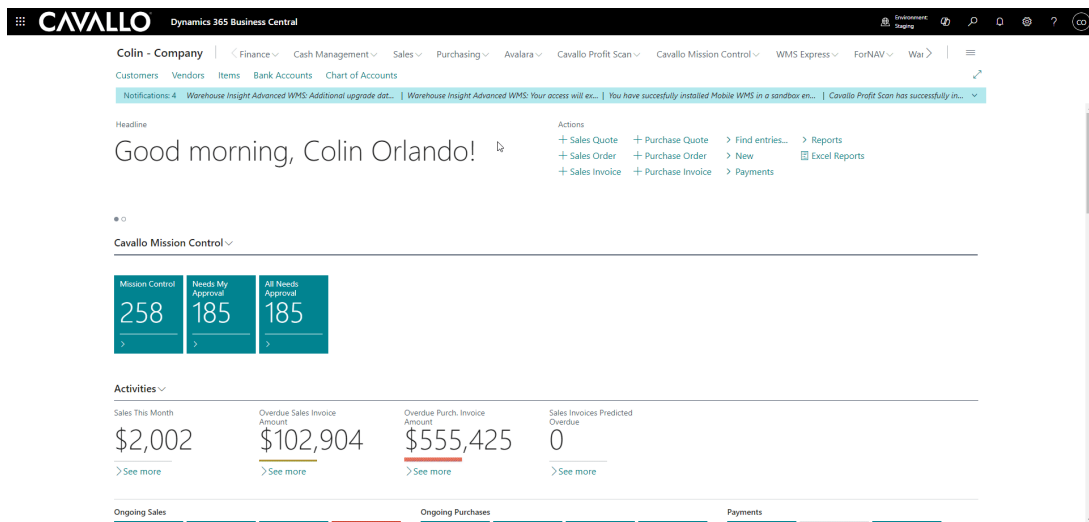 CAVALLO Dynamics 365 Business Central Environment: Staging ? CO
Colin - Company Finance Cash Management Sales Purchasing Avalara Cavallo Profit Scan Cavallo Mission Control WMS Express ForNAV War
Customers Vendors Items Bank Accounts Chart of Accounts
Notifications: 4 Warehouse Insight Advanced WMS: Additional upgrade dat... | Warehouse Insight Advanced WMS: Your access will ex... | You have succesfully installed Mobile WMS in a sandbox en... | Cavallo Profit Scan has successfully in...
Headline
Good morning, Colin Orlando!
Actions
+ Sales Quote + Purchase Quote > Find entries... > Reports
+ Sales Order + Purchase Order > New Excel Reports
+ Sales Invoice + Purchase Invoice > Payments
Cavallo Mission Control
Mission Control
258
>
Needs My
Approval
185
>
All Needs
Approval
185
>
Activities
Sales This Month
$2,002
> See more
Overdue Sales Invoice
Amount
$102,904
> See more
Overdue Purch. Invoice
Amount
$555,425
> See more
Sales Invoices Predicted
Overdue
0
> See more
Ongoing Sales Ongoing Purchases Payments